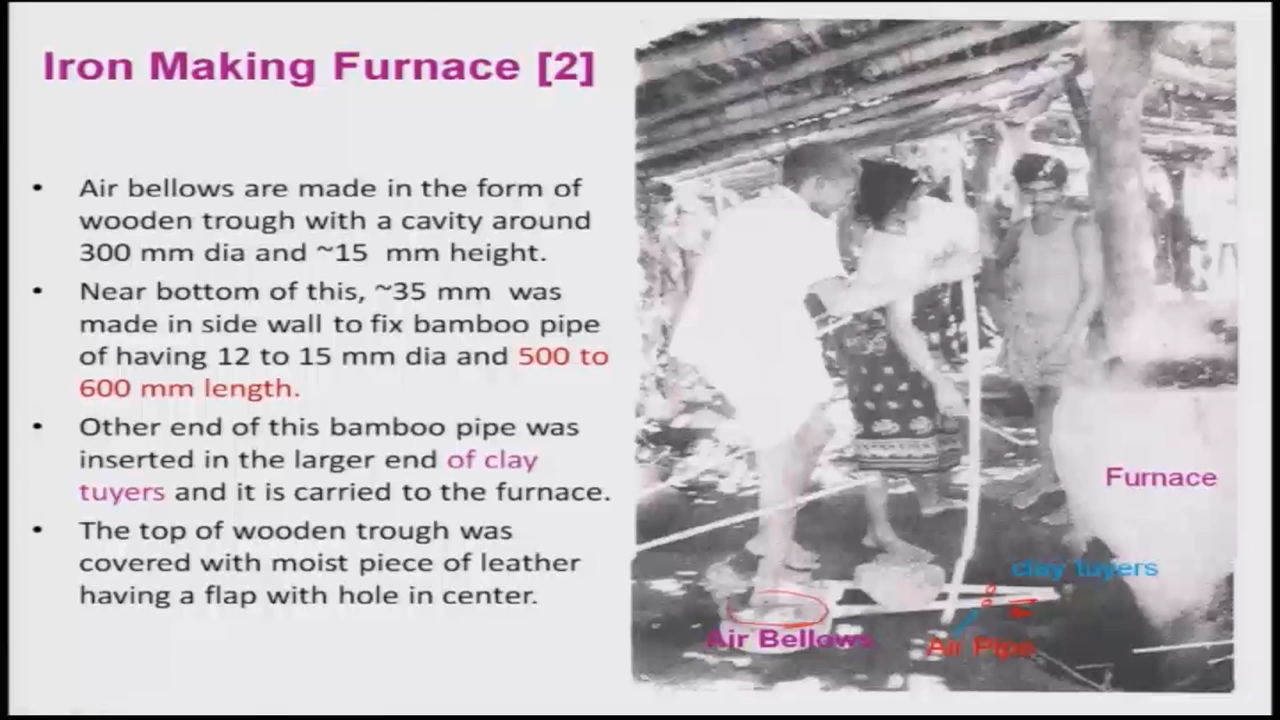 Iron Making Furnace [2]
• Air bellows are made in the form of
wooden trough with a cavity around
300 mm dia and ~15 mm height.
• Near bottom of this, ~35 mm was
made in side wall to fix bamboo pipe
of having 12 to 15 mm dia and 500 to
600 mm length.
• Other end of this bamboo pipe was
inserted in the larger end of clay
tuyers and it is carried to the furnace.
• The top of wooden trough was
covered with moist piece of leather
having a flap with hole in center.
Furnace
clay tuyers
Air Bellows
Air Pipe